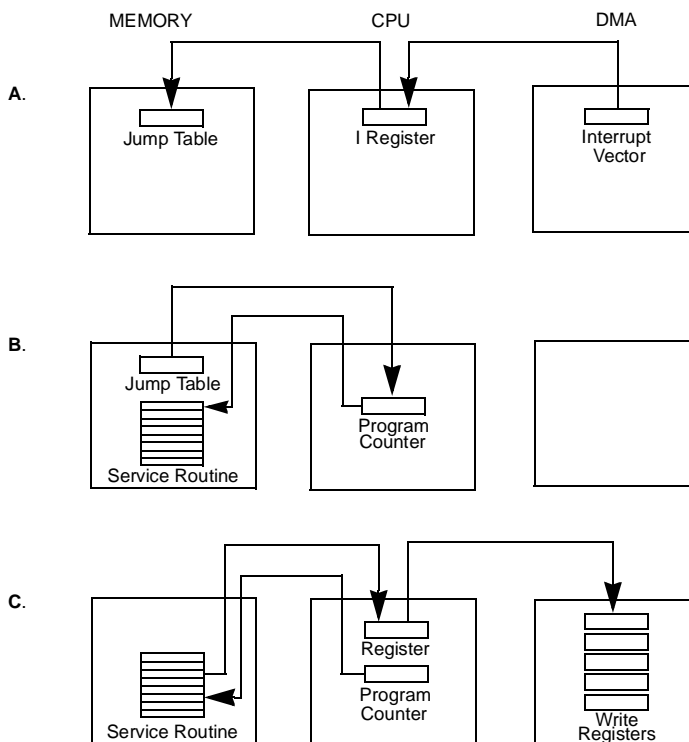 MEMORY CPU DMA
A.
Jump Table
I Register
Interrupt
Vector
B.
Jump Table
Service Routine
Program
Counter
C.
Service Routine
Register
Program
Counter
Write
Registers